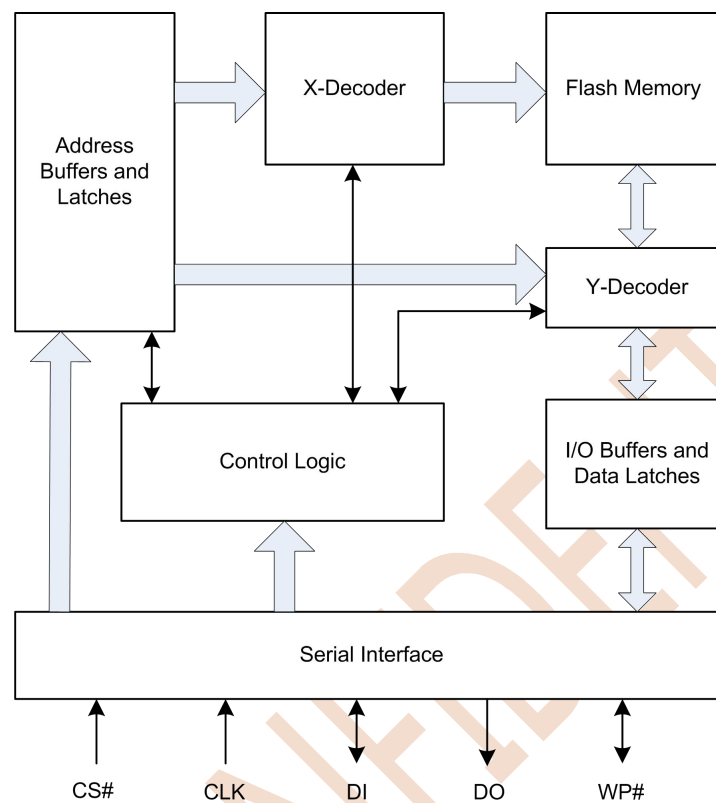 Address
Buffers and
Latches
X-Decoder
Flash Memory
Y-Decoder
Control Logic
I/O Buffers and
Data Latches
Serial Interface
CS#
CLK
DI
DO
WP#